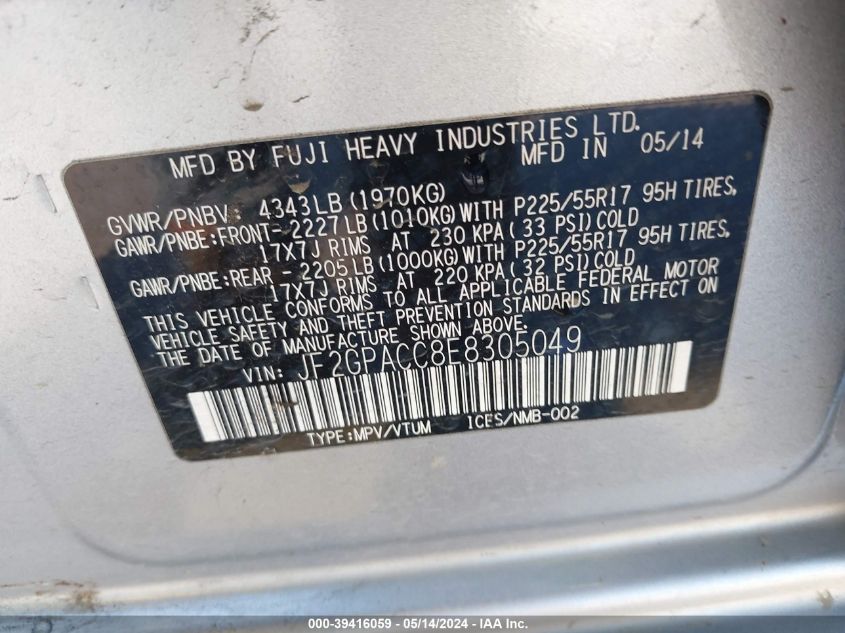 MFD BY FUJI HEAVY INDUSTRIES LTD.
MFD IN 05/14
GVWR/PNBV: 4343LB(1970KG)
GAWR/PNBE:FRONT-2227LB(1010KG)WITH P225/55R17 95H TIRES,
17X7J RIMS AT 230 KPA(33 PSI)COLD
GAWR/PNBE:REAR - 2205LB(1000KG)WITH P225/55R17 95H TIRES,
17X7J RIMS AT 220 KPA(32 PSI)COLD
THIS VEHICLE CONFORMS TO ALL APPLICABLE FEDERAL MOTOR
VEHICLE SAFETY AND THEFT PREVENTION STANDARDS IN EFFECT ON
THE DATE OF MANUFACTURE SHOWN ABOVE.
VIN: JF2GPACC8E8305049
TYPE:MPV/VTUM ICES/NMB-002
000-39416059 - 05/14/2024 - ICA Inc.